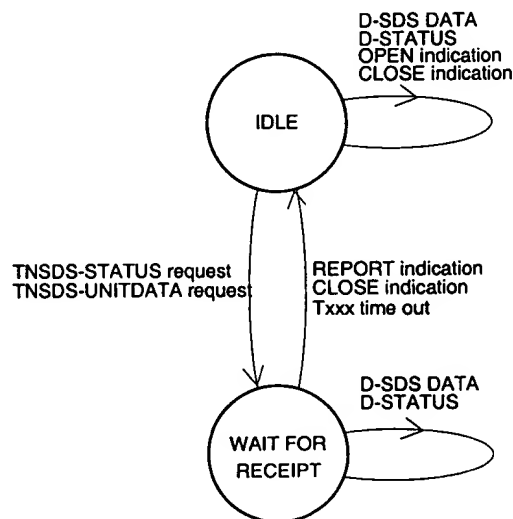 D-SDS DATA
D-STATUS
OPEN indication
CLOSE indication
IDLE
TNSDS-STATUS request
TNSDS-UNITDATA request
REPORT indication
CLOSE indication
Txxx time out
D-SDS DATA
D-STATUS
WAIT FOR
RECEIPT